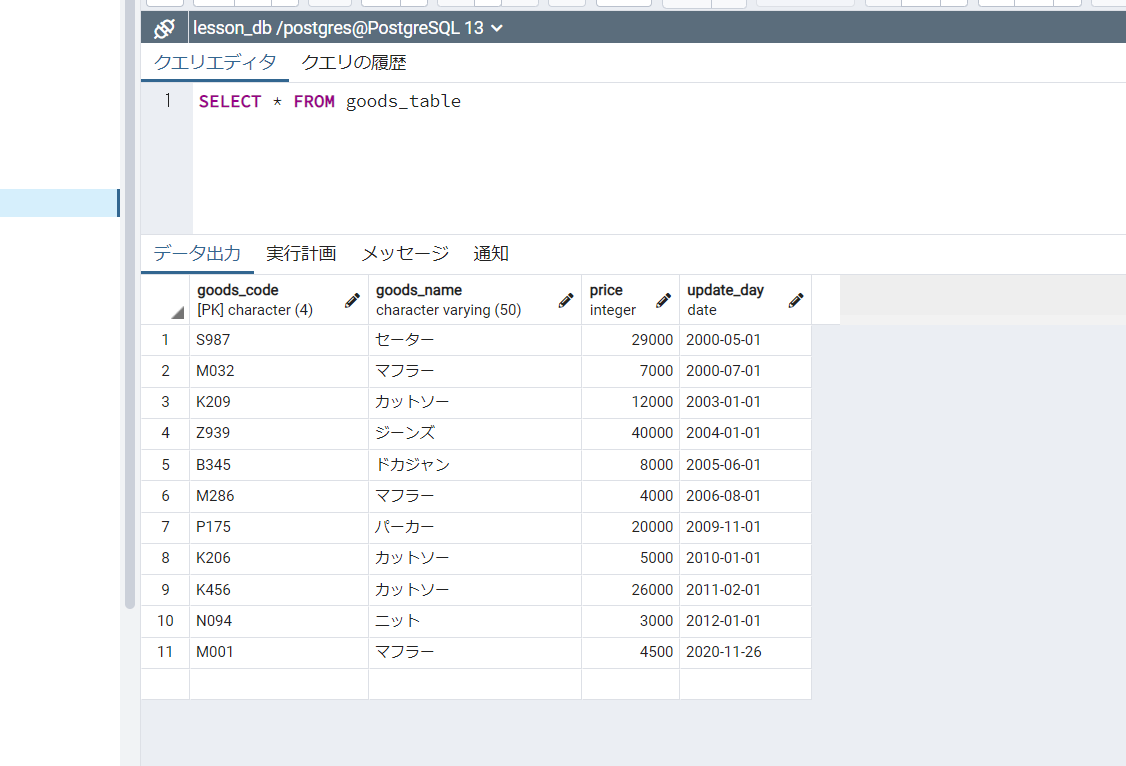 lesson_db /postgres@PostgreSQL 13
クエリエディタ クエリの履歴
1 SELECT * FROM goods_table
データ出力 実行計画 メッセージ 通知
goods_code goods_name price update_day
[PK] character (4) character varying (50) integer date
1 S987 セーター 29000 2000-05-01
2 M032 マフラー 7000 2000-07-01
3 K209 カットソー 12000 2003-01-01
4 Z939 ジーンズ 40000 2004-01-01
5 B345 ドカジャン 8000 2005-06-01
6 M286 マフラー 4000 2006-08-01
7 P175 パーカー 20000 2009-11-01
8 K206 カットソー 5000 2010-01-01
9 K456 カットソー 26000 2011-02-01
10 N094 ニット 3000 2012-01-01
11 M001 マフラー 4500 2020-11-26